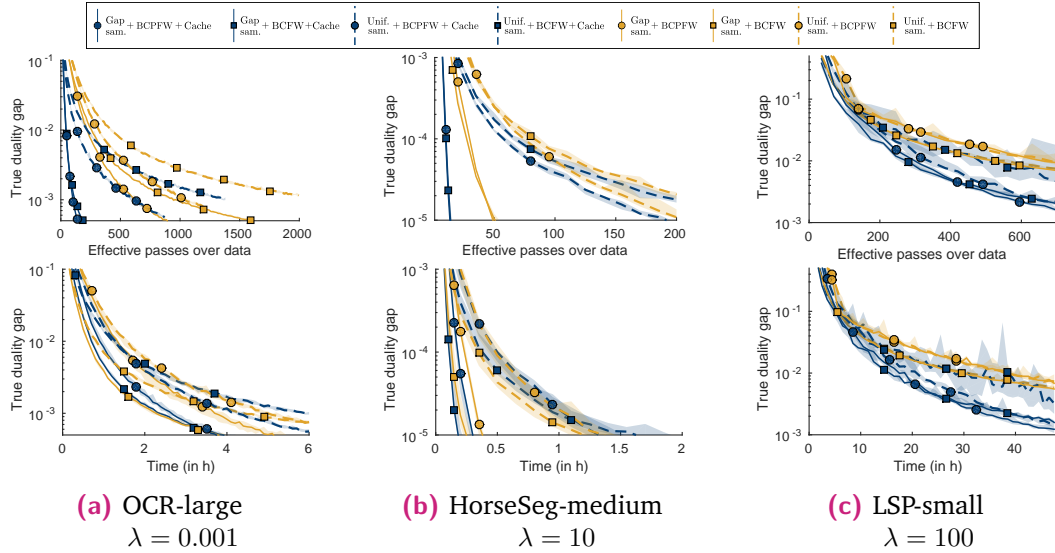 Gap sam. + BCPFW + Cache Gap sam. + BCFW + Cache Unif. sam. + BCPFW + Cache Unif. sam. + BCFW + Cache Gap sam. + BCPFW Gap sam. + BCFW Unif. sam. + BCPFW Unif. sam. + BCFW
True duality gap
10^-1
10^-2
10^-3
0 500 1000 1500 2000
Effective passes over data
True duality gap
10^-3
10^-4
10^-5
50 100 150 200
Effective passes over data
True duality gap
10^-1
10^-2
10^-3
200 400 600
Effective passes over data
True duality gap
10^-1
10^-2
10^-3
0 2 4 6
Time (in h)
True duality gap
10^-3
10^-4
10^-5
0 0.5 1 1.5 2
Time (in h)
True duality gap
10^-1
10^-2
10^-3
0 10 20 30 40
Time (in h)
(a) OCR-large
λ = 0.001
(b) HorseSeg-medium
λ = 10
(c) LSP-small
λ = 100